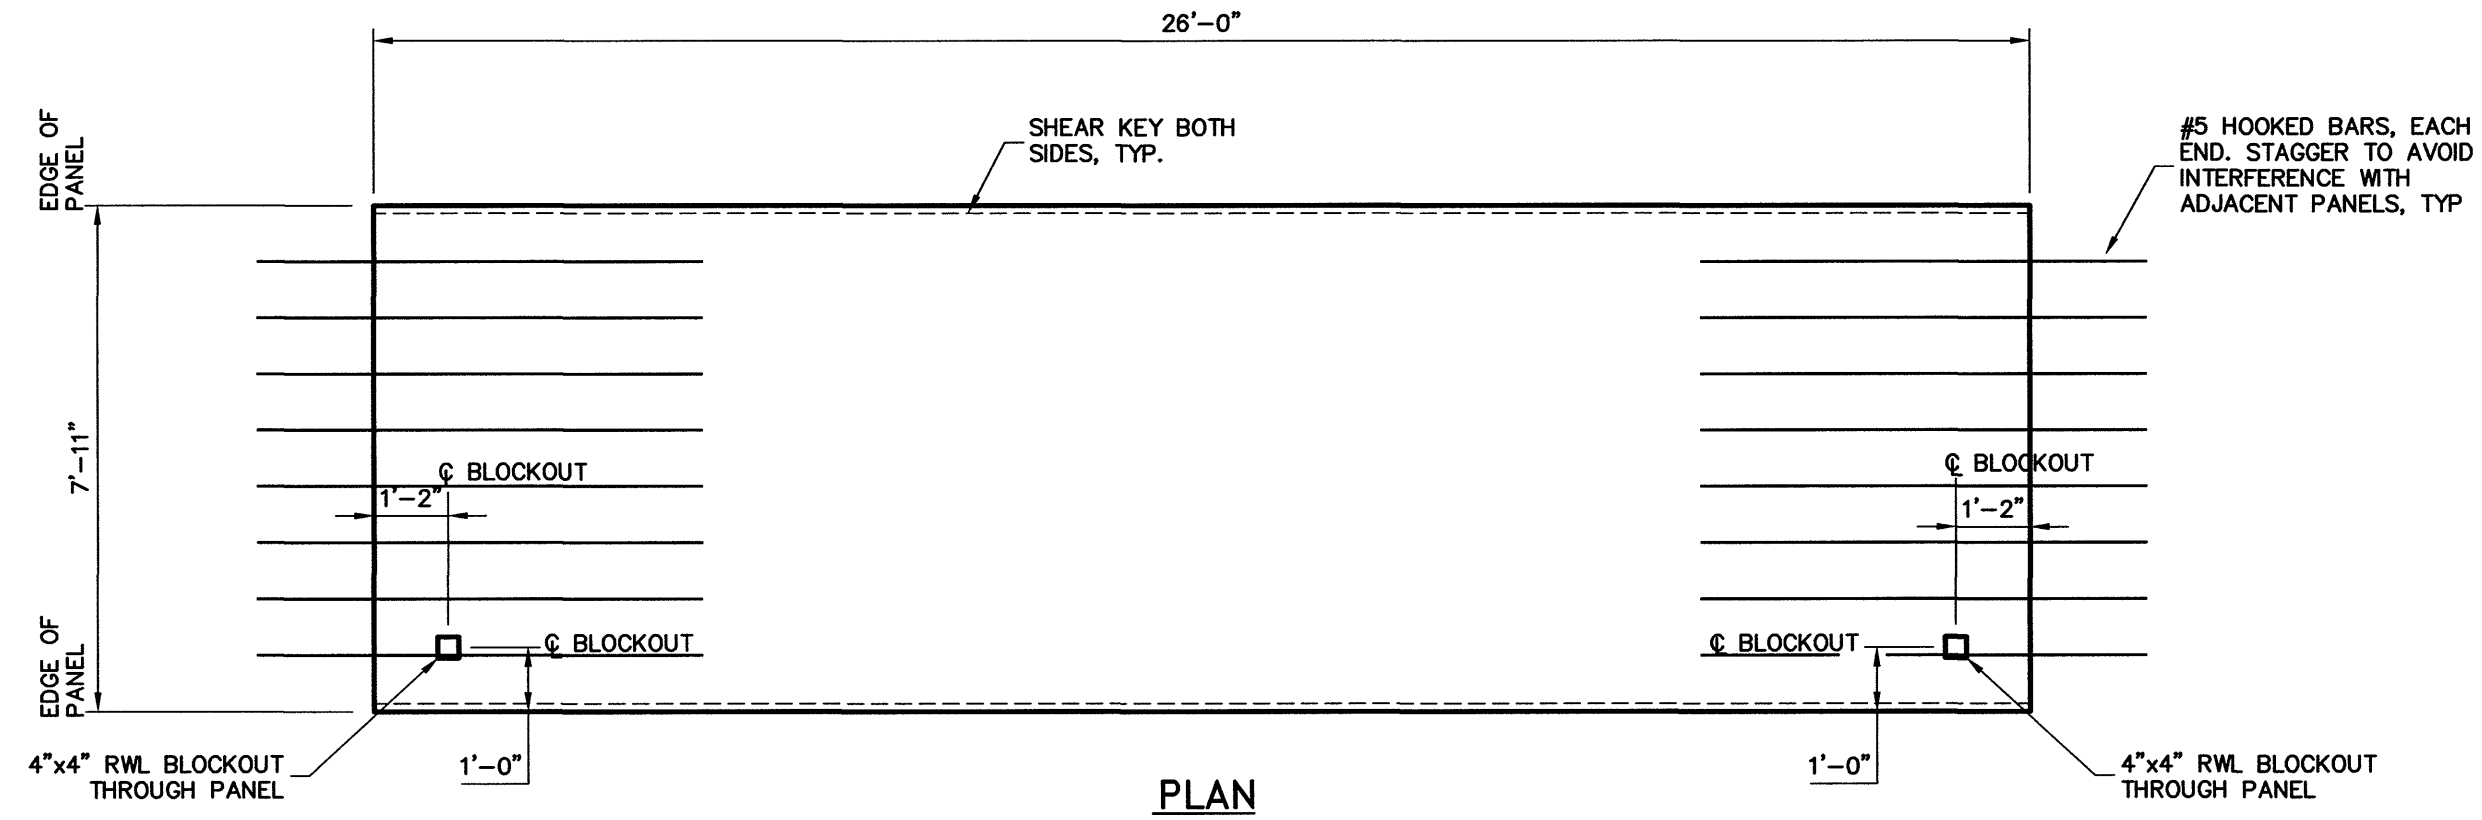 26'-0"
SHEAR KEY BOTH
SIDES, TYP.
#5 HOOKED BARS, EACH
END. STAGGER TO AVOID
INTERFERENCE WITH
ADJACENT PANELS, TYP
EDGE OF
PANEL
7'-11"
EDGE OF
PANEL
℄ BLOCKOUT
1'-2"
℄ BLOCKOUT
1'-2"
℄ BLOCKOUT
℄ BLOCKOUT
4"x4" RWL BLOCKOUT
THROUGH PANEL
1'-0"
PLAN
1'-0"
4"x4" RWL BLOCKOUT
THROUGH PANEL